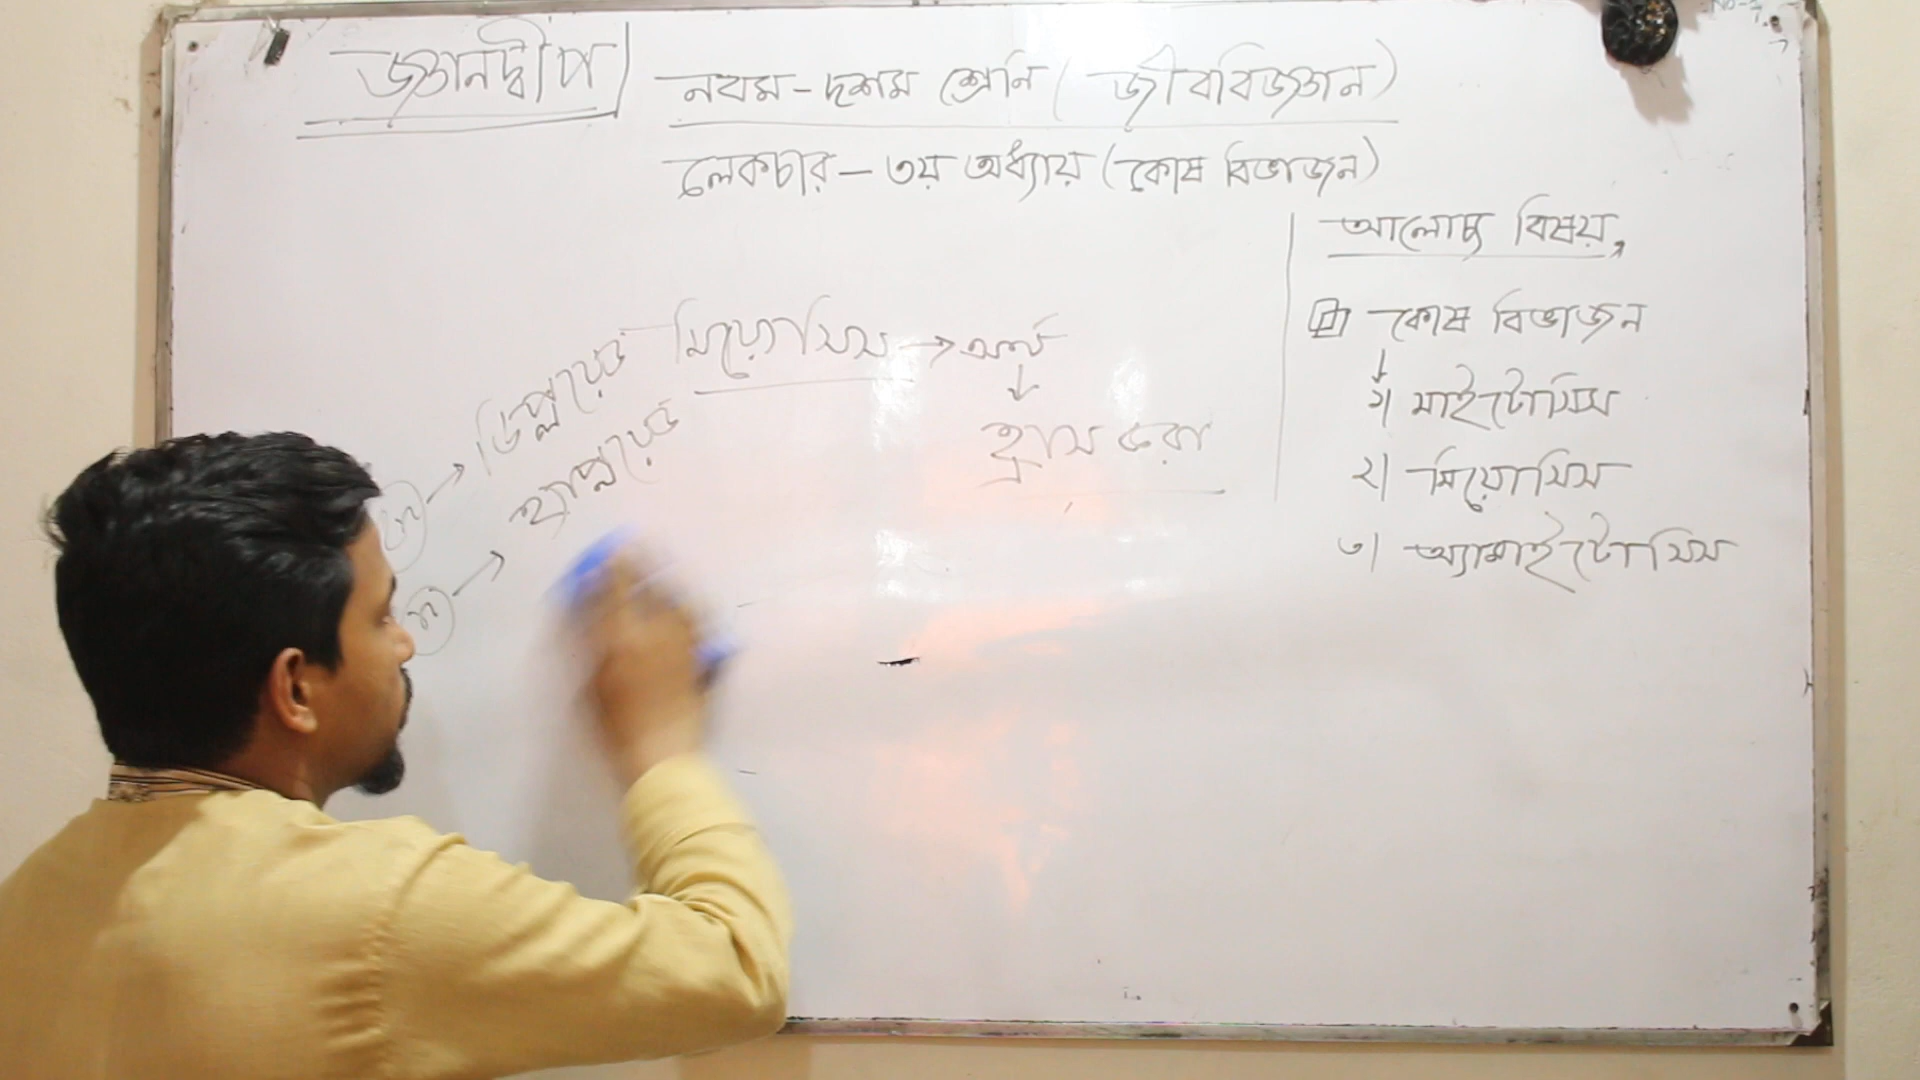 জ্ঞানদ্বীপ
নবম-দশম শ্রেনি (জীববিজ্ঞান)
লেকচার - ৩য় অধ্যায় (কোষ বিভাজন)
আলোচ্য বিষয়,
কোষ বিভাজন
↓
১) মাইটোসিস
২) মিয়োসিস
৩) অ্যামাইটোসিস
মিয়োসিস → অর্থ
↓
হ্রাস করা
2n → ডিপ্লয়েড
n → হ্যাপ্লয়েড